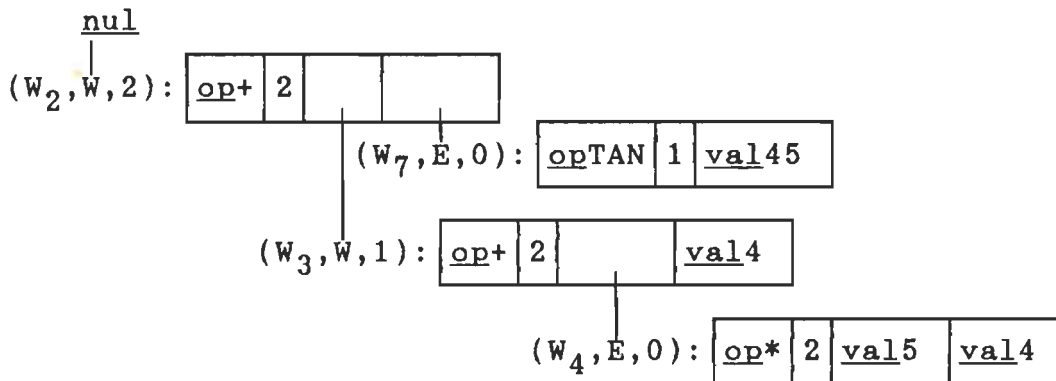 nul
(W₂,W,2): op+ 2
(W₇,E,0): opTAN 1 val45
(W₃,W,1): op+ 2 val4
(W₄,E,0): op* 2 val5 val4